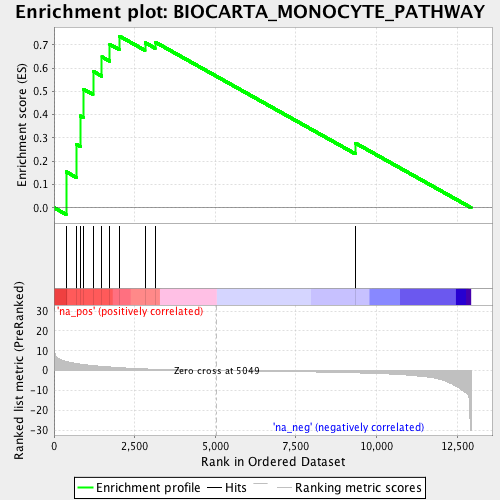 Enrichment plot: BIOCARTA_MONOCYTE_PATHWAY
Enrichment score (ES)
0.7
0.6
0.5
0.4
0.3
0.2
0.1
0.0
'na_pos' (positively correlated)
Ranked list metric (PreRanked)
30
20
10
0
-10
-20
-30
Zero cross at 5049
'na_neg' (negatively correlated)
0 2,500 5,000 7,500 10,000 12,500
Rank in Ordered Dataset
Enrichment profile Hits Ranking metric scores